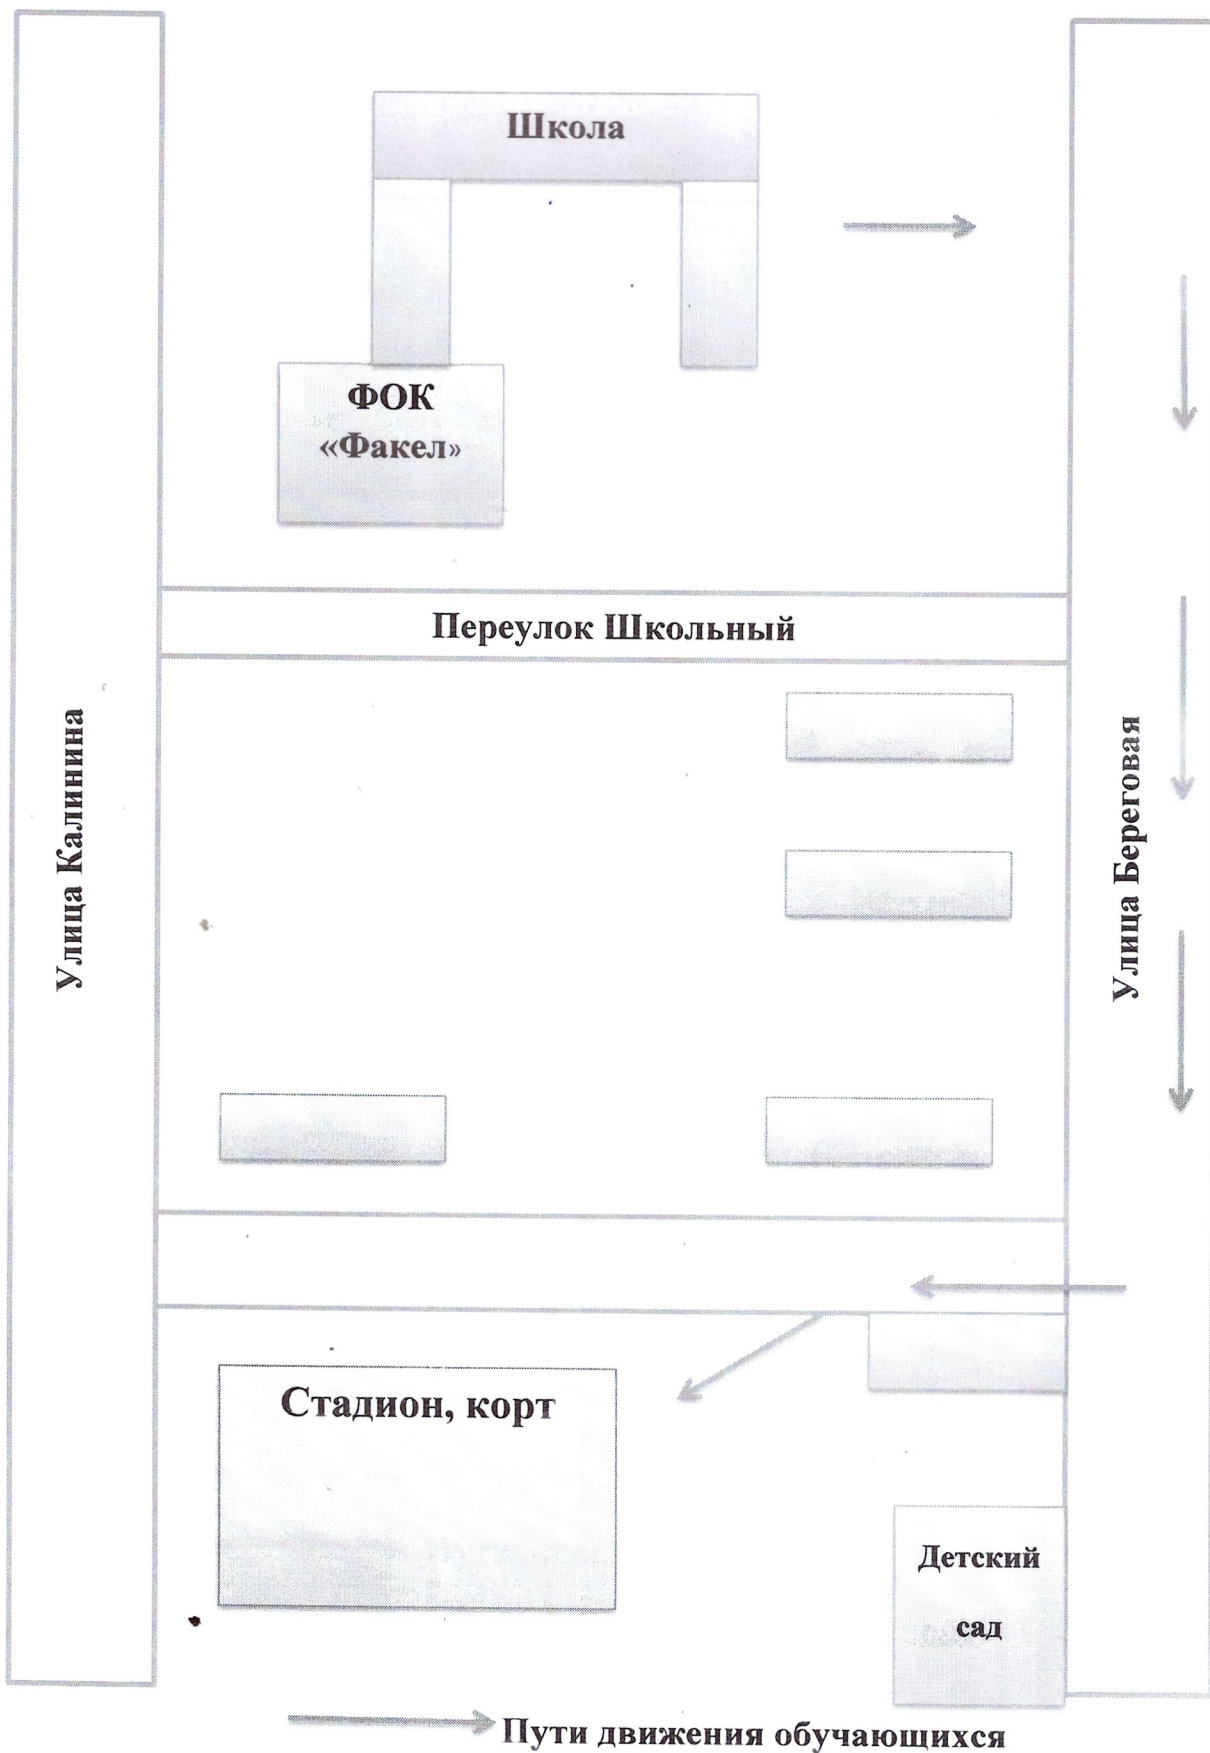 Школа
ФОК
«Факел»
Переулок Школьный
Улица Калинина
Улица Береговая
Стадион, корт
Детский
сад
Пути движения обучающихся